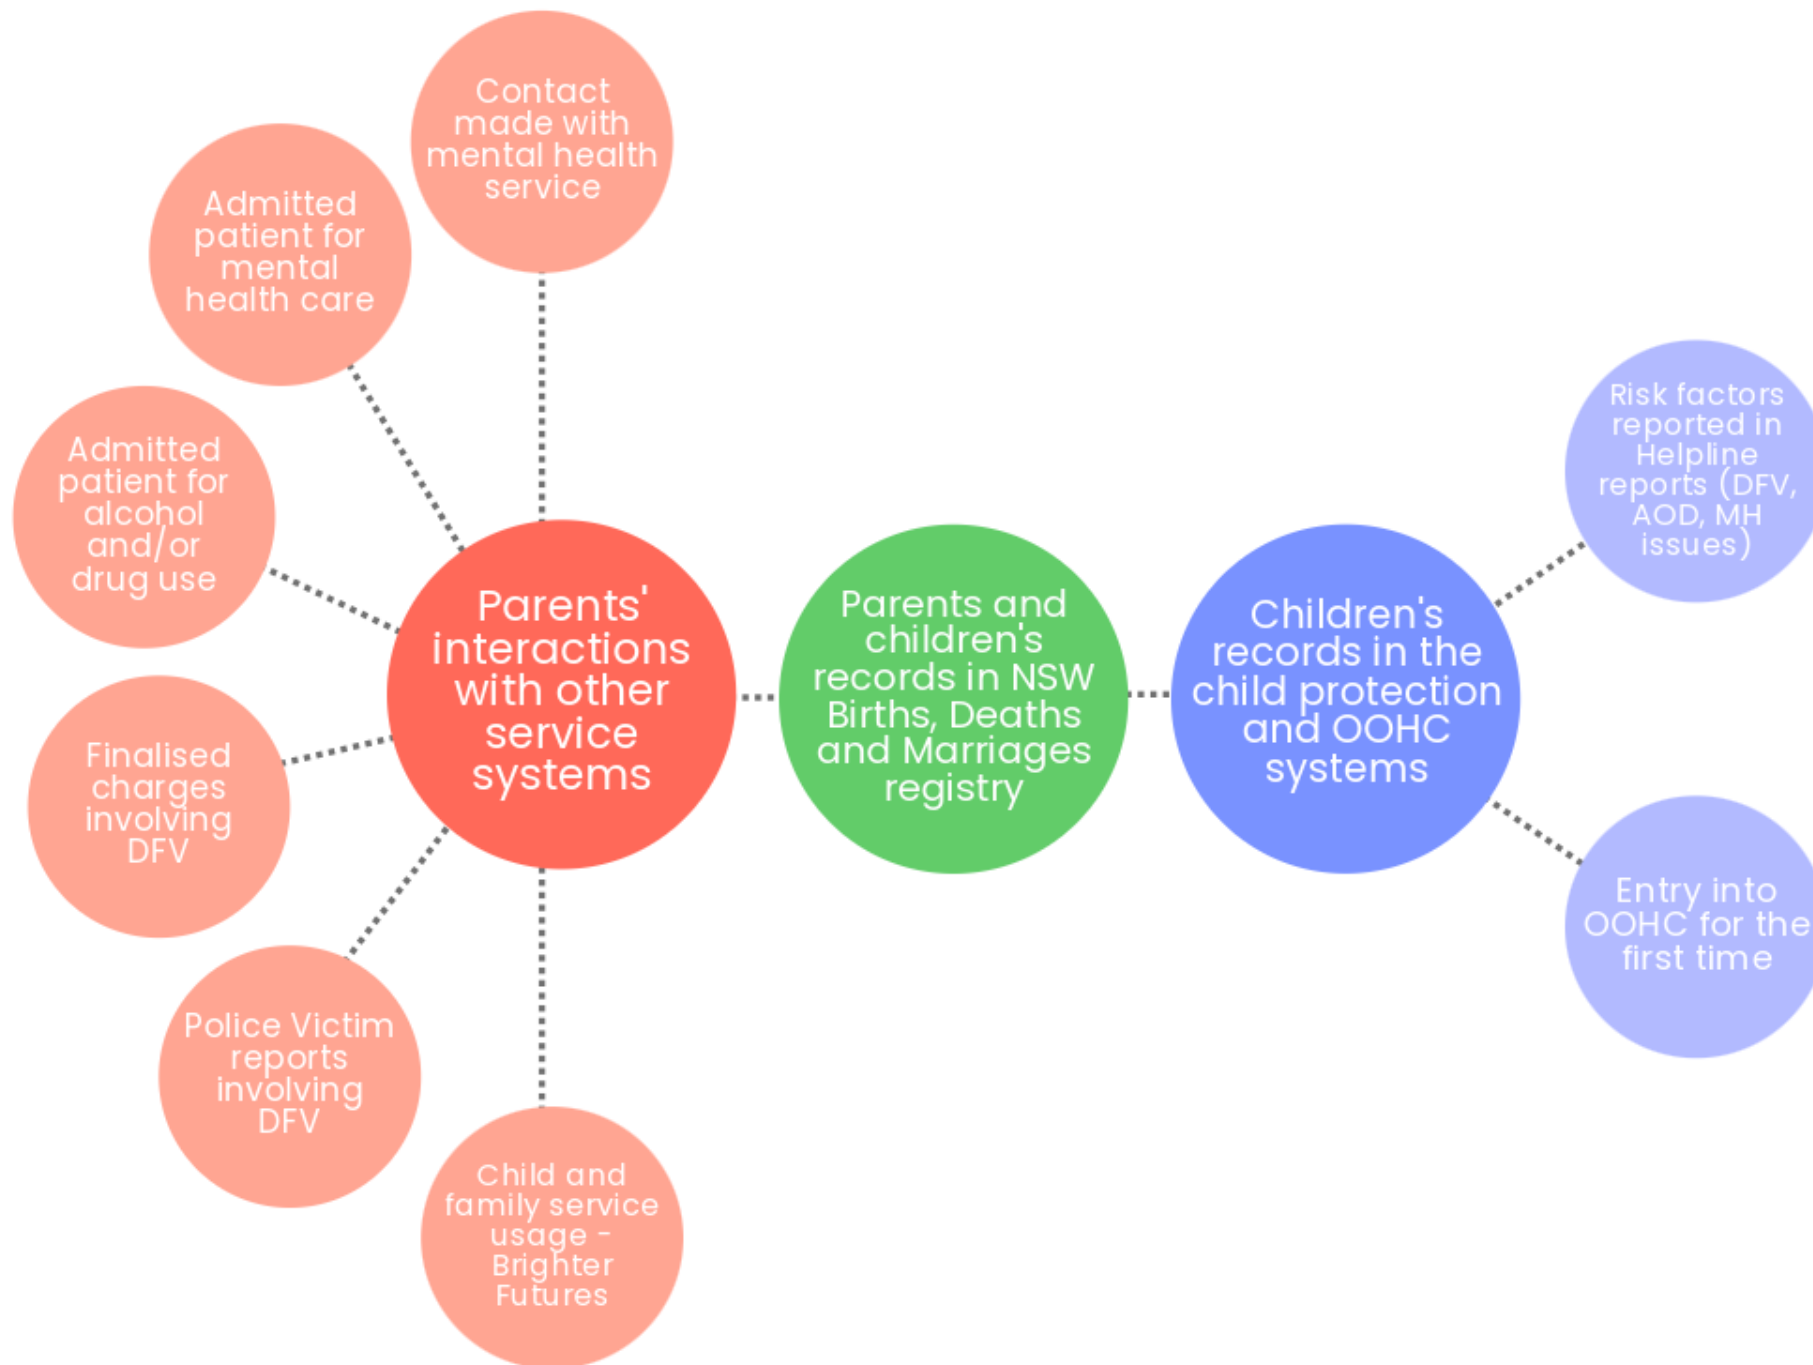 Contact
made with
mental health
service
Admitted
patient for
mental
health care
Admitted
patient for
alcohol
and/or
drug use
Finalised
charges
involving
DFV
Police Victim
reports
involving
DFV
Child and
family service
usage -
Brighter
Futures
Parents'
interactions
with other
service
systems
Parents and
children's
records in NSW
Births, Deaths
and Marriages
registry
Children's
records in the
child protection
and OOHC
systems
Risk factors
reported in
Helpline
reports (DFV,
AOD, MH
issues)
Entry into
OOHC for the
first time